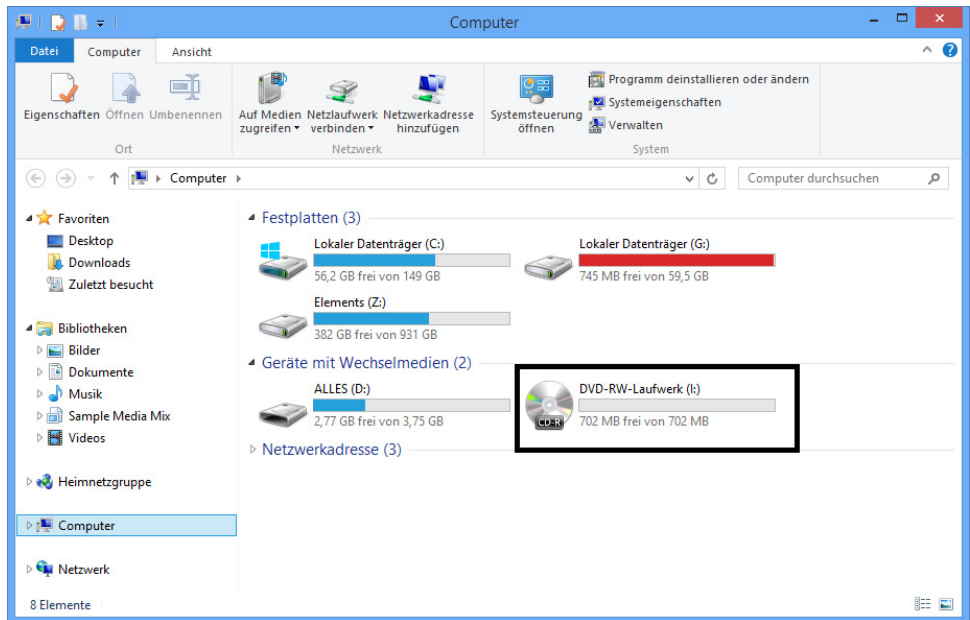 Computer
Datei Computer Ansicht
Eigenschaften Öffnen Umbenennen
Auf Medien zugreifen
Netzlaufwerk verbinden
Netzwerkadresse hinzufügen
Systemsteuerung öffnen
Programm deinstallieren oder ändern
Systemeigenschaften
Verwalten
Ort Netzwerk System
Computer
Computer durchsuchen
Favoriten
Desktop
Downloads
Zuletzt besucht
Bibliotheken
Bilder
Dokumente
Musik
Sample Media Mix
Videos
Heimnetzgruppe
Computer
Netzwerk
Festplatten (3)
Lokaler Datenträger (C:)
56,2 GB frei von 149 GB
Lokaler Datenträger (G:)
745 MB frei von 59,5 GB
Elements (Z:)
382 GB frei von 931 GB
Geräte mit Wechselmedien (2)
ALLES (D:)
2,77 GB frei von 3,75 GB
DVD-RW-Laufwerk (I:)
CD-R
702 MB frei von 702 MB
Netzwerkadresse (3)
8 Elemente